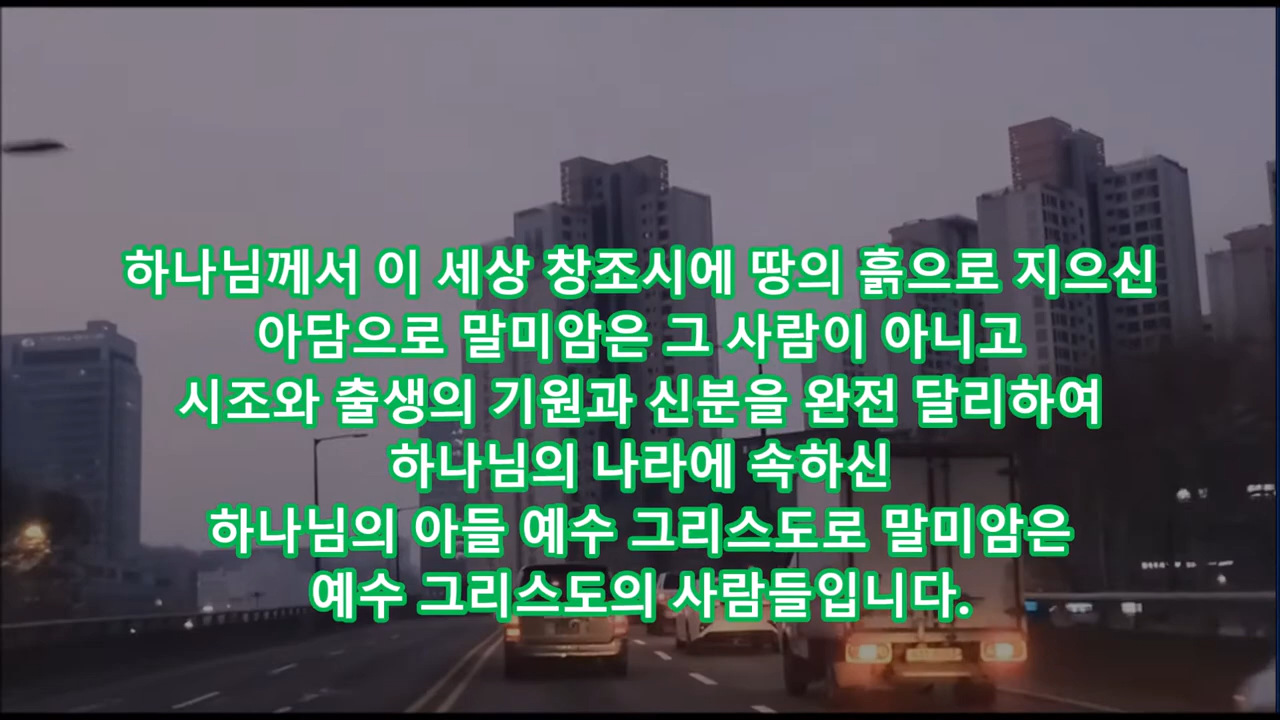 하나님께서 이 세상 창조시에 땅의 흙으로 지으신
아담으로 말미암은 그 사람이 아니고
시조와 출생의 기원과 신분을 완전 달리하여
하나님의 나라에 속하신
하나님의 아들 예수 그리스도로 말미암은
예수 그리스도의 사람들입니다.